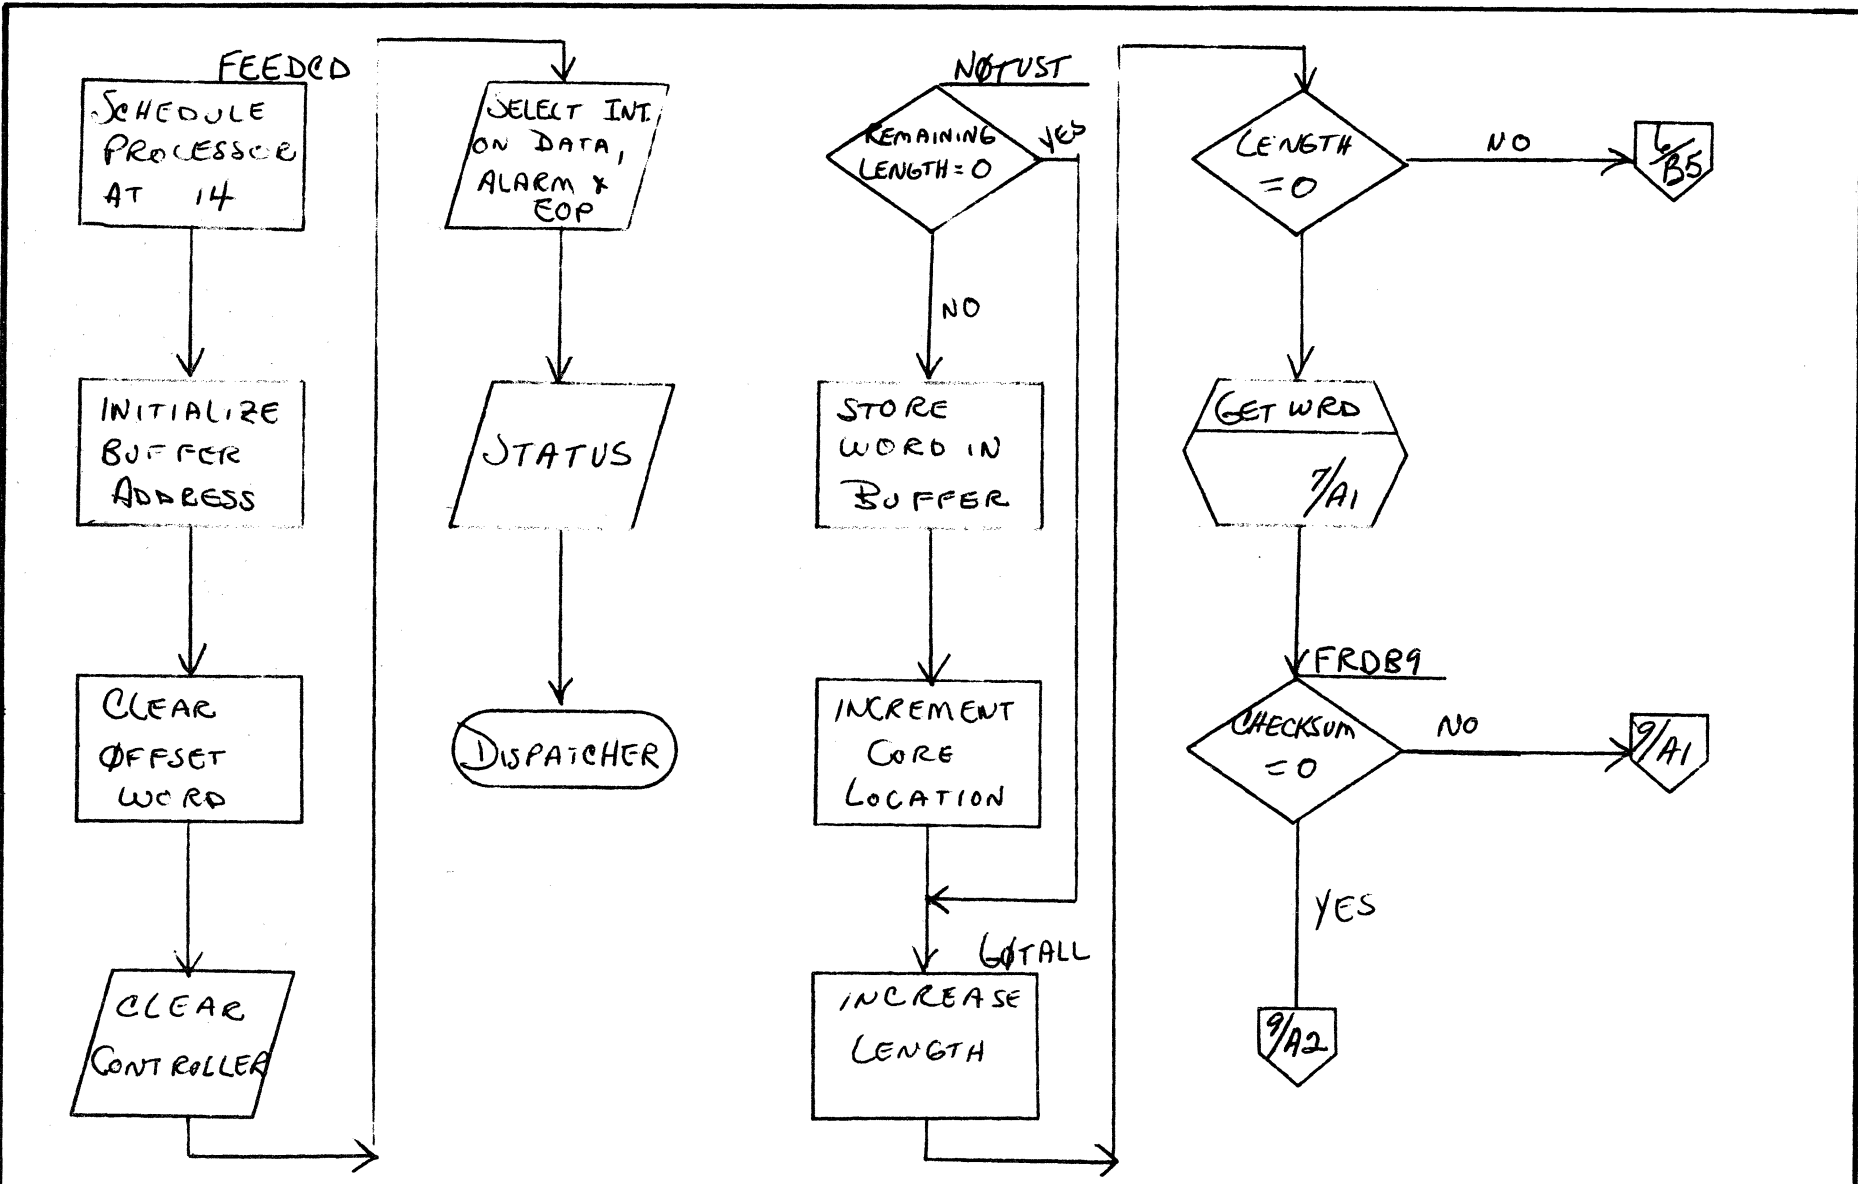 FEEDCD
SCHEDULE
PROCESSOR
AT 14
INITIALIZE
BUFFER
ADDRESS
CLEAR
ØFFSET
WORD
CLEAR
CONTROLLER
SELECT INT.
ON DATA,
ALARM &
EOP
STATUS
DISPATCHER
NØTUST
REMAINING
LENGTH = 0
YES
NO
STORE
WORD IN
BUFFER
INCREMENT
CORE
LOCATION
GØTALL
INCREASE
LENGTH
LENGTH
= 0
NO
6/B5
GET WRD
7/A1
FRDB9
CHECKSUM
= 0
NO
9/A1
YES
9/A2